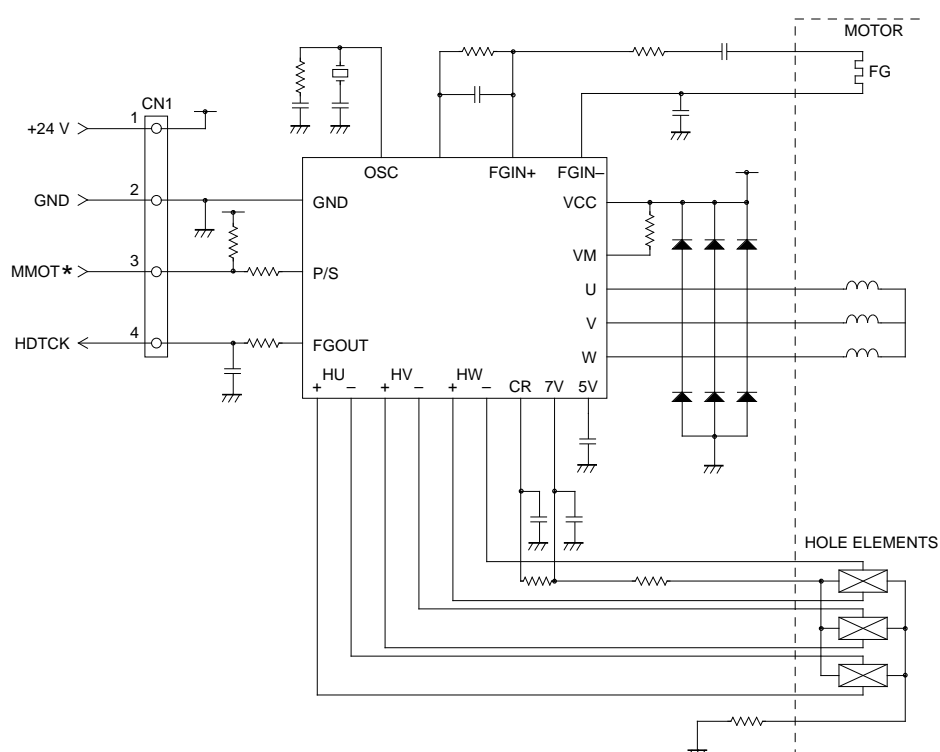 MOTOR
FG
CN1
+24 V
1
GND
2
MMOT*
3
HDTCK
4
OSC
FGIN+
FGIN–
GND
VCC
VM
P/S
U
V
FGOUT
W
HU
HV
HW
CR
7V
5V
+ – + – + –
HOLE ELEMENTS